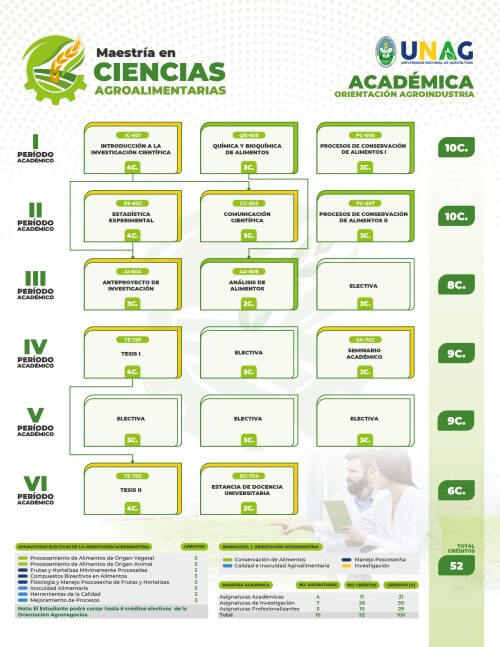 Maestría en
CIENCIAS
AGROALIMENTARIAS
UNAG
UNIVERSIDAD NACIONAL DE AGRICULTURA
ACADÉMICA
ORIENTACIÓN AGROINDUSTRIA
I
PERÍODO
ACADÉMICO
IC-601
INTRODUCCIÓN A LA
INVESTIGACIÓN CIENTÍFICA
4C.
QB-605
QUÍMICA Y BIOQUÍMICA
DE ALIMENTOS
3C.
PC-606
PROCESOS DE CONSERVACIÓN
DE ALIMENTOS I
3C.
10C.
II
PERÍODO
ACADÉMICO
EE-602
ESTADÍSTICA
EXPERIMENTAL
4C.
CC-603
COMUNICACIÓN
CIENTÍFICA
3C.
PC-607
PROCESOS DE CONSERVACIÓN
DE ALIMENTOS II
3C.
10C.
III
PERÍODO
ACADÉMICO
AI-604
ANTEPROYECTO DE
INVESTIGACIÓN
3C.
AA-608
ANÁLISIS DE
ALIMENTOS
2C.
ELECTIVA
3C.
8C.
IV
PERÍODO
ACADÉMICO
TE-701
TESIS I
4C.
ELECTIVA
3C.
SA-702
SEMINARIO
ACADÉMICO
2C.
9C.
V
PERÍODO
ACADÉMICO
ELECTIVA
3C.
ELECTIVA
3C.
ELECTIVA
3C.
9C.
VI
PERÍODO
ACADÉMICO
TE-703
TESIS II
4C.
ED-704
ESTANCIA DE DOCENCIA
UNIVERSITARIA
3C.
6C.
ASIGNATURAS ELECTIVAS DE LA ORIENTACIÓN AGROINDUSTRIA CRÉDITOS
Procesamiento de Alimentos de Origen Vegetal 3
Procesamiento de Alimentos de Origen Animal 3
Frutas y Hortalizas Mínimamente Procesadas 3
Compuestos Bioactivos en Alimentos 3
Fisiología y Manejo Poscosecha de Frutas y Hortalizas 3
Inocuidad Alimentaria 3
Herramientas de la Calidad 3
Mejoramiento de Procesos 3
Nota: El Estudiante podrá cursar hasta 6 créditos electivos de la
Orientación Agronegocios.
SIMBOLOGÍA | ORIENTACIÓN AGROINDUSTRIA
Conservación de Alimentos
Calidad e Inocuidad Agroalimentaria
Manejo Poscosecha
Investigación
MAESTRÍA ACADÉMICA NO. ASIGNATURAS NO. CRÉDITOS CRÉDITOS (%)
Asignaturas Académicas 4 11 21
Asignaturas de Investigación 7 26 50
Asignaturas Profesionalizantes 5 15 29
Total 16 52 100
TOTAL
CRÉDITOS
52